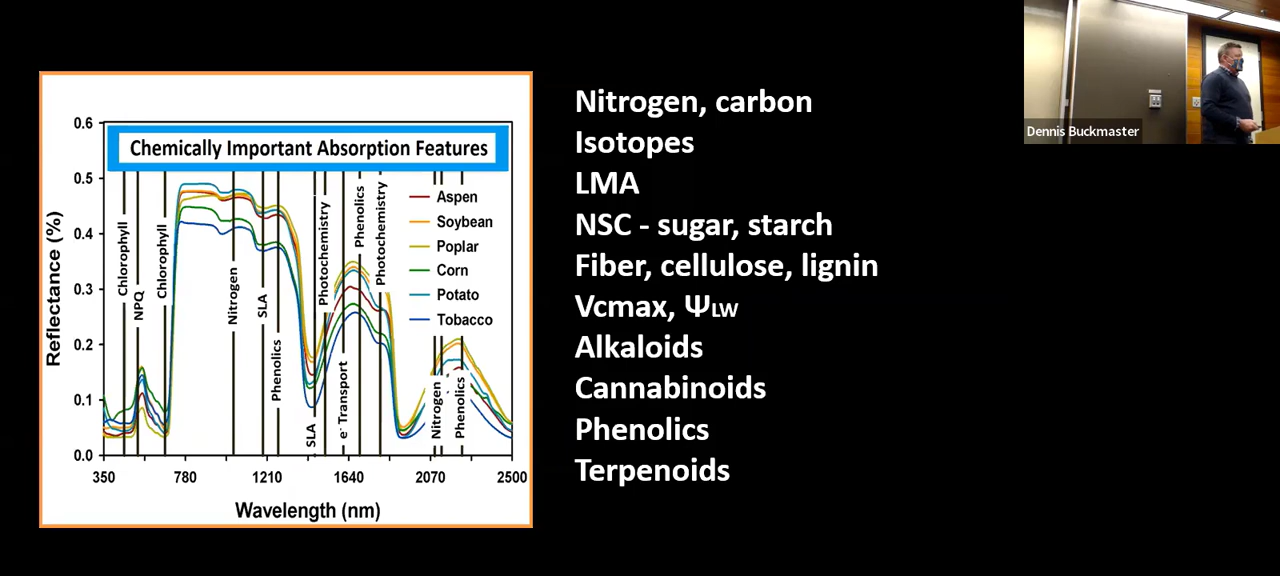 Chemically Important Absorption Features
0.6
0.5
0.4
0.3
0.2
0.1
0.0
Reflectance (%)
350
780
1210
1640
2070
2500
Wavelength (nm)
Chlorophyll
NPQ
Chlorophyll
Nitrogen
SLA
Phenolics
SLA
Photochemistry
e- Transport
Phenolics
Photochemistry
Nitrogen
Phenolics
Aspen
Soybean
Poplar
Corn
Potato
Tobacco
Nitrogen, carbon
Isotopes
LMA
NSC - sugar, starch
Fiber, cellulose, lignin
Vcmax, ΨLW
Alkaloids
Cannabinoids
Phenolics
Terpenoids
Dennis Buckmaster